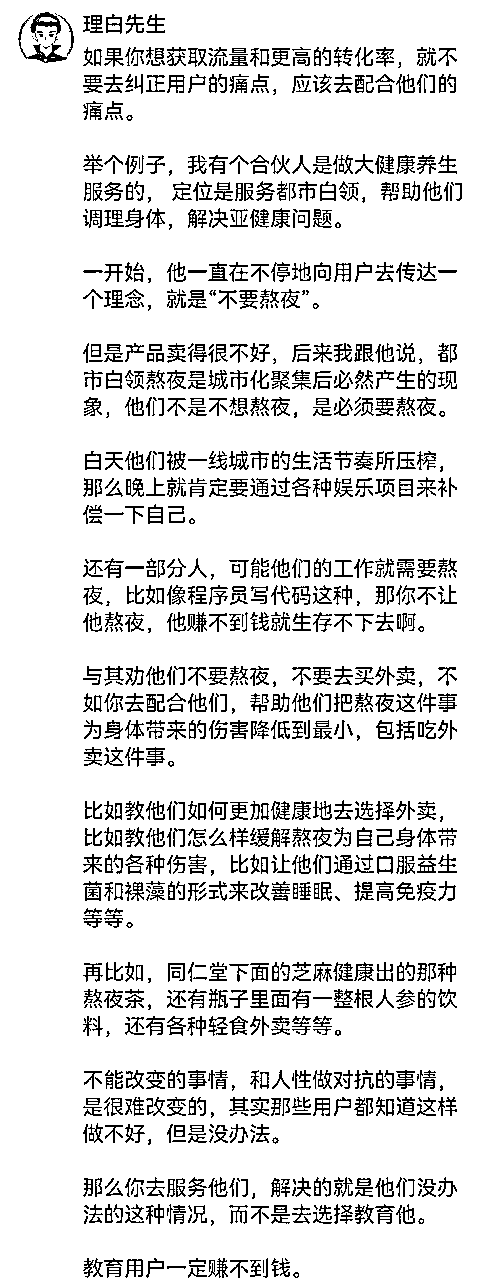 理白先生
如果你想获取流量和更高的转化率，就不
要去纠正用户的痛点，应该去配合他们的
痛点。
举个例子，我有个合伙人是做大健康养生
服务的， 定位是服务都市白领，帮助他们
调理身体，解决亚健康问题。
一开始，他一直在不停地向用户去传达一
个理念，就是“不要熬夜”。
但是产品卖得很不好，后来我跟他说，都
市白领熬夜是城市化聚集后必然产生的现
象，他们不是不想熬夜，是必须要熬夜。
白天他们被一线城市的生活节奏所压榨，
那么晚上就肯定要通过各种娱乐项目来补
偿一下自己。
还有一部分人，可能他们的工作就需要熬
夜，比如像程序员写代码这种，那你不让
他熬夜，他赚不到钱就生存不下去啊。
与其劝他们不要熬夜，不要去买外卖，不
如你去配合他们，帮助他们把熬夜这件事
为身体带来的伤害降低到最小，包括吃外
卖这件事。
比如教他们如何更加健康地去选择外卖，
比如教他们怎么样缓解熬夜为自己身体带
来的各种伤害，比如让他们通过口服益生
菌和裸藻的形式来改善睡眠、提高免疫力
等等。
再比如，同仁堂下面的芝麻健康出的那种
熬夜茶，还有瓶子里面有一整根人参的饮
料，还有各种轻食外卖等等。
不能改变的事情，和人性做对抗的事情，
是很难改变的，其实那些用户都知道这样
做不好，但是没办法。
那么你去服务他们，解决的就是他们没办
法的这种情况，而不是去选择教育他。
教育用户一定赚不到钱。